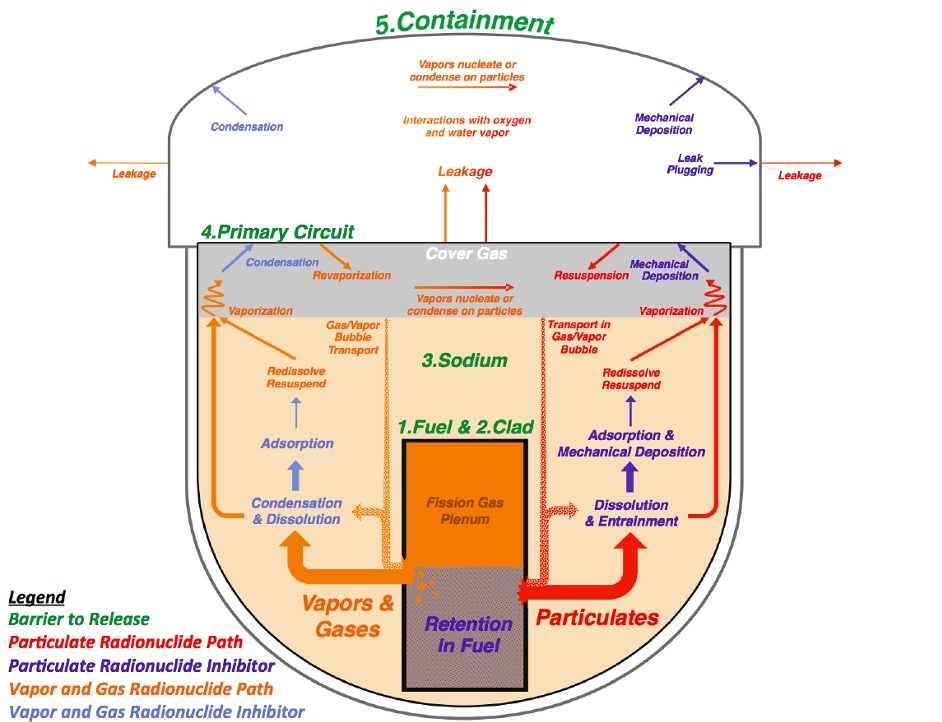 5.Containment
Vapors nucleate or
condense on particles
Condensation
Interactions with oxygen
and water vapor
Mechanical
Deposition
Leakage
Leakage
Leak
Plugging
Leakage
4.Primary Circuit
Cover Gas
Condensation
Revaporization
Resuspension
Mechanical
Deposition
Vaporization
Vapors nucleate or
condense on particles
Vaporization
Gas/Vapor
Bubble
Transport
Transport in
Gas/Vapor
Bubble
3.Sodium
Redissolve
Resuspend
Redissolve
Resuspend
1.Fuel & 2.Clad
Adsorption
Adsorption &
Mechanical Deposition
Condensation
& Dissolution
Fission Gas
Plenum
Dissolution
& Entrainment
Vapors &
Gases
Retention
in Fuel
Particulates
Legend
Barrier to Release
Particulate Radionuclide Path
Particulate Radionuclide Inhibitor
Vapor and Gas Radionuclide Path
Vapor and Gas Radionuclide Inhibitor